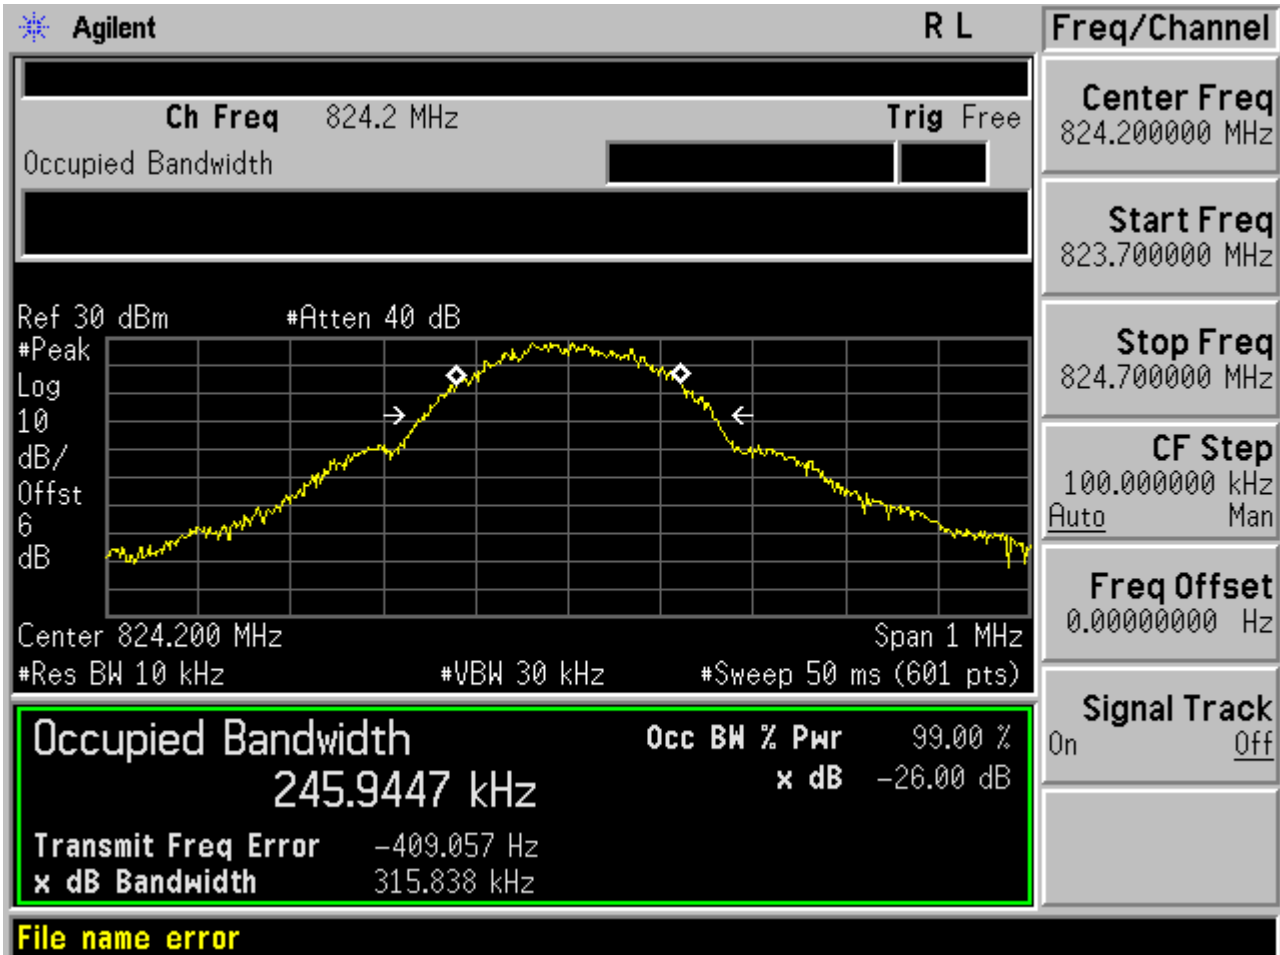 Agilent R L Freq/Channel
Ch Freq 824.2 MHz Trig Free
Occupied Bandwidth
Center Freq
824.200000 MHz
Start Freq
823.700000 MHz
Stop Freq
824.700000 MHz
CF Step
100.000000 kHz
Auto Man
Freq Offset
0.00000000 Hz
Signal Track
On Off
Ref 30 dBm #Atten 40 dB
#Peak
Log
10
dB/
Offst
6
dB
Center 824.200 MHz Span 1 MHz
#Res BW 10 kHz #VBW 30 kHz #Sweep 50 ms (601 pts)
Occupied Bandwidth Occ BW % Pwr 99.00 %
245.9447 kHz x dB -26.00 dB
Transmit Freq Error -409.057 Hz
x dB Bandwidth 315.838 kHz
File name error